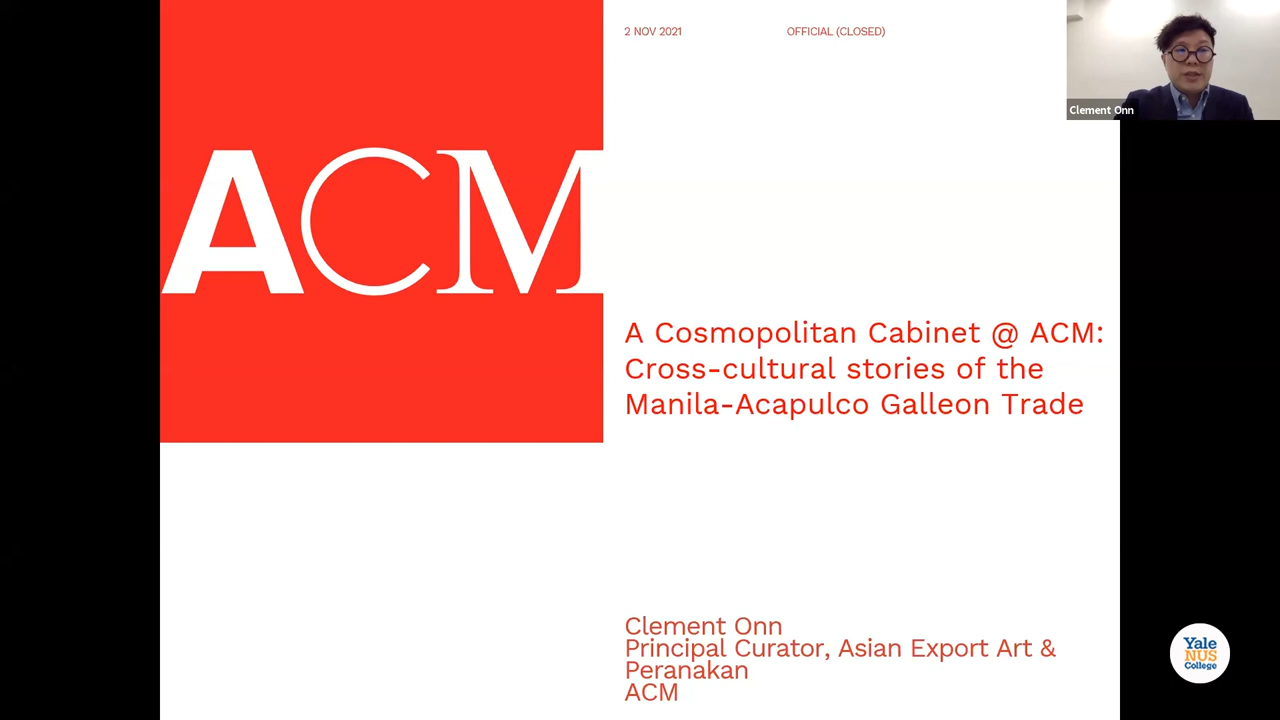 2 NOV 2021
OFFICIAL (CLOSED)
Clement Onn
ACM
A Cosmopolitan Cabinet @ ACM:
Cross-cultural stories of the
Manila-Acapulco Galleon Trade
Clement Onn
Principal Curator, Asian Export Art &
Peranakan
ACM
Yale
NUS
College